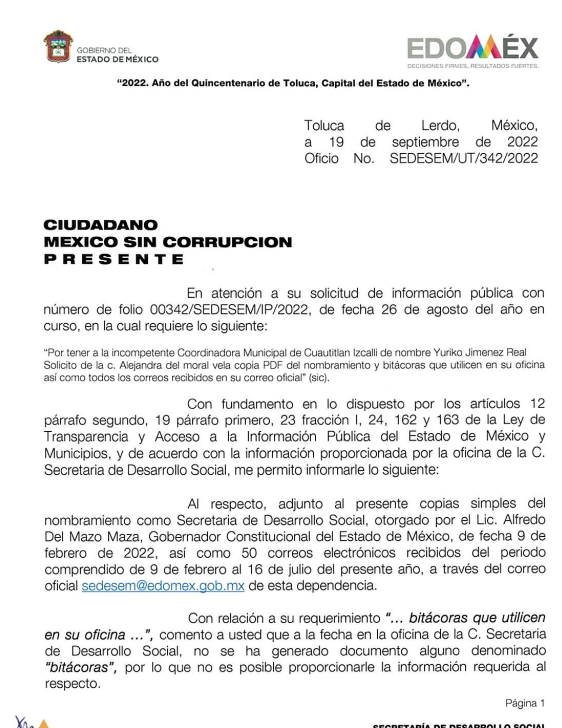 GOBIERNO DEL
ESTADO DE MÉXICO
EDOMÉX
DECISIONES FIRMES, RESULTADOS FUERTES.
“2022. Año del Quincentenario de Toluca, Capital del Estado de México”.
Toluca de Lerdo, México,
a 19 de septiembre de 2022
Oficio No. SEDESEM/UT/342/2022
CIUDADANO
MEXICO SIN CORRUPCION
P R E S E N T E
En atención a su solicitud de información pública con
número de folio 00342/SEDESEM/IP/2022, de fecha 26 de agosto del año en
curso, en la cual requiere lo siguiente:
“Por tener a la incompetente Coordinadora Municipal de Cuautitlan Izcalli de nombre Yuriko Jimenez Real
Solicito de la c. Alejandra del moral vela copia PDF del nombramiento y bitácoras que utilicen en su oficina
así como todos los correos recibidos en su correo oficial” (sic).
Con fundamento en lo dispuesto por los artículos 12
párrafo segundo, 19 párrafo primero, 23 fracción I, 24, 162 y 163 de la Ley de
Transparencia y Acceso a la Información Pública del Estado de México y
Municipios, y de acuerdo con la información proporcionada por la oficina de la C.
Secretaria de Desarrollo Social, me permito informarle lo siguiente:
Al respecto, adjunto al presente copias simples del
nombramiento como Secretaria de Desarrollo Social, otorgado por el Lic. Alfredo
Del Mazo Maza, Gobernador Constitucional del Estado de México, de fecha 9 de
febrero de 2022, así como 50 correos electrónicos recibidos del periodo
comprendido de 9 de febrero al 16 de julio del presente año, a través del correo
oficial sedesem@edomex.gob.mx de esta dependencia.
Con relación a su requerimiento “... bitácoras que utilicen
en su oficina ...”, comento a usted que a la fecha en la oficina de la C. Secretaria
de Desarrollo Social, no se ha generado documento alguno denominado
“bitácoras”, por lo que no es posible proporcionarle la información requerida al
respecto.
Página 1
SECRETARÍA DE DESARROLLO SOCIAL